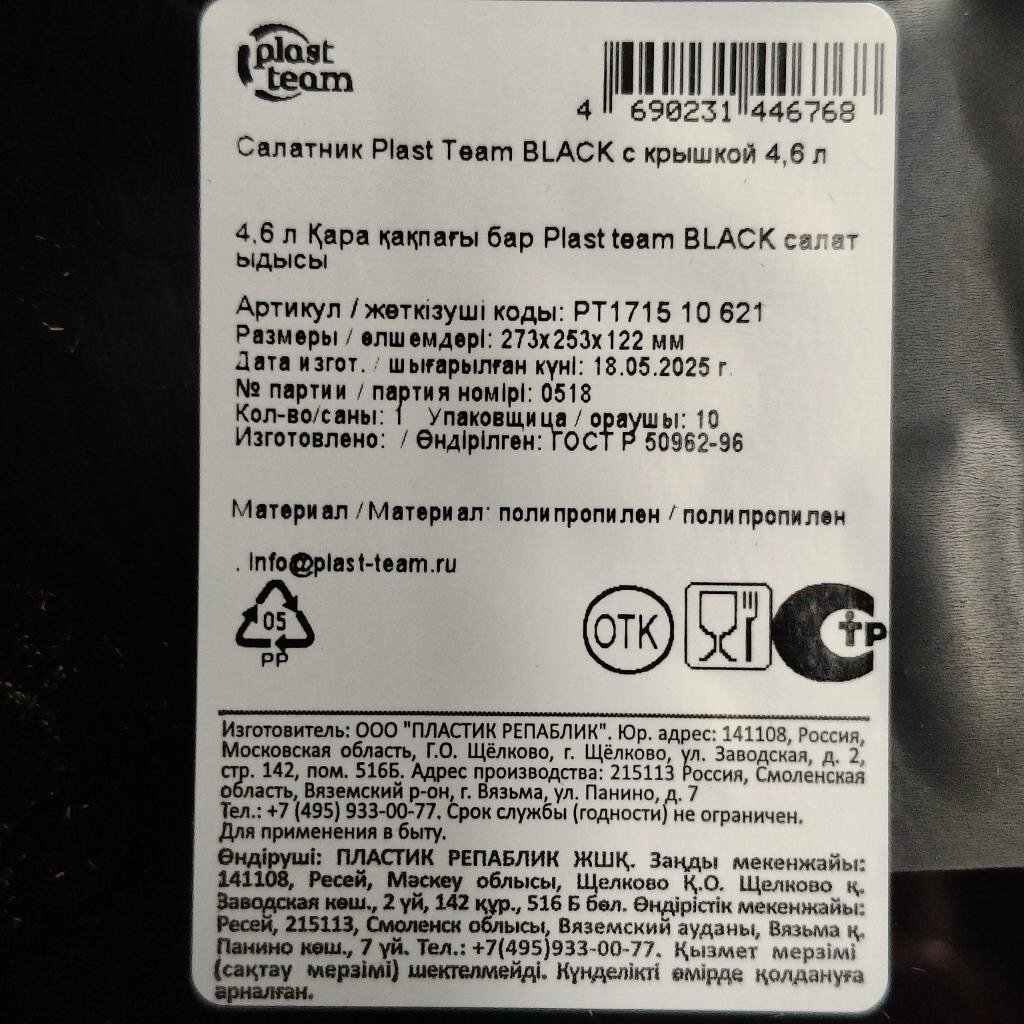 plast
team
4 690231 446768
Салатник Plast Team BLACK с крышкой 4,6 л
4.6 л Қара қақпағы бар Plast team BLACK салат
ыдысы
Артикул / жөткізуші коды: PT1715 10 621
Размеры / өлшемдері: 273x253x122 мм
Дата изгот. / шығарылған күні: 18.05.2025 г.
№ партии / партия номірі: 0518
Кол-во/саны: 1 Упаковщица / ораушы: 10
Изготовлено: / Өндірілген: ГОСТ Р 50962-96
Материал / Материал: полипропилен / полипропилен
. Info@plast-team.ru
05
PP
ОТК
СТР
Изготовитель: ООО "ПЛАСТИК РЕПАБЛИК". Юр. адрес: 141108, Россия,
Московская область, Г.О. Щёлково, г. Щёлково, ул. Заводская, д. 2,
стр. 142, пом. 516Б. Адрес производства: 215113 Россия, Смоленская
область, Вяземский р-он, г. Вязьма, ул. Панино, д. 7
Тел.: +7 (495) 933-00-77. Срок службы (годности) не ограничен.
Для применения в быту.
Өндіруші: ПЛАСТИК РЕПАБЛИК ЖШҚ. Заңды мекенжайы:
141108, Ресей, Мәскеу облысы, Щелково Қ.О. Щелково қ.
Заводская көш., 2 үй, 142 құр., 516 Б бөл. Өндірістік мекенжайы:
Ресей, 215113, Смоленск облысы, Вяземский ауданы, Вязьма қ.
Панино көш., 7 үй. Тел.: +7(495)933-00-77. Қызмет мерзімі
(сақтау мерзімі) шектелмейді. Күнделікті өмірде қолдануға
арналған.